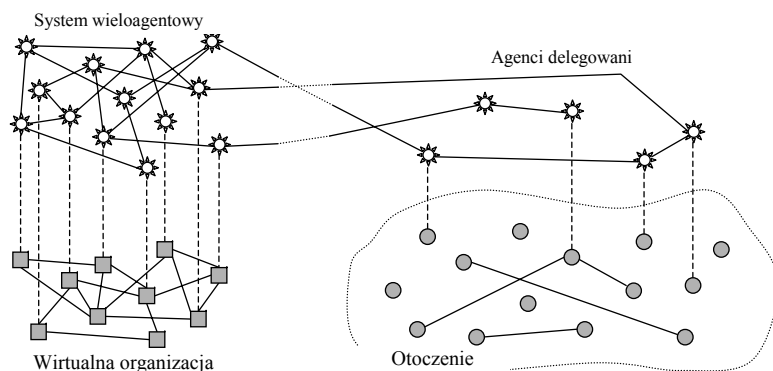 System wieloagentowy
Agenci delegowani
Wirtualna organizacja
Otoczenie